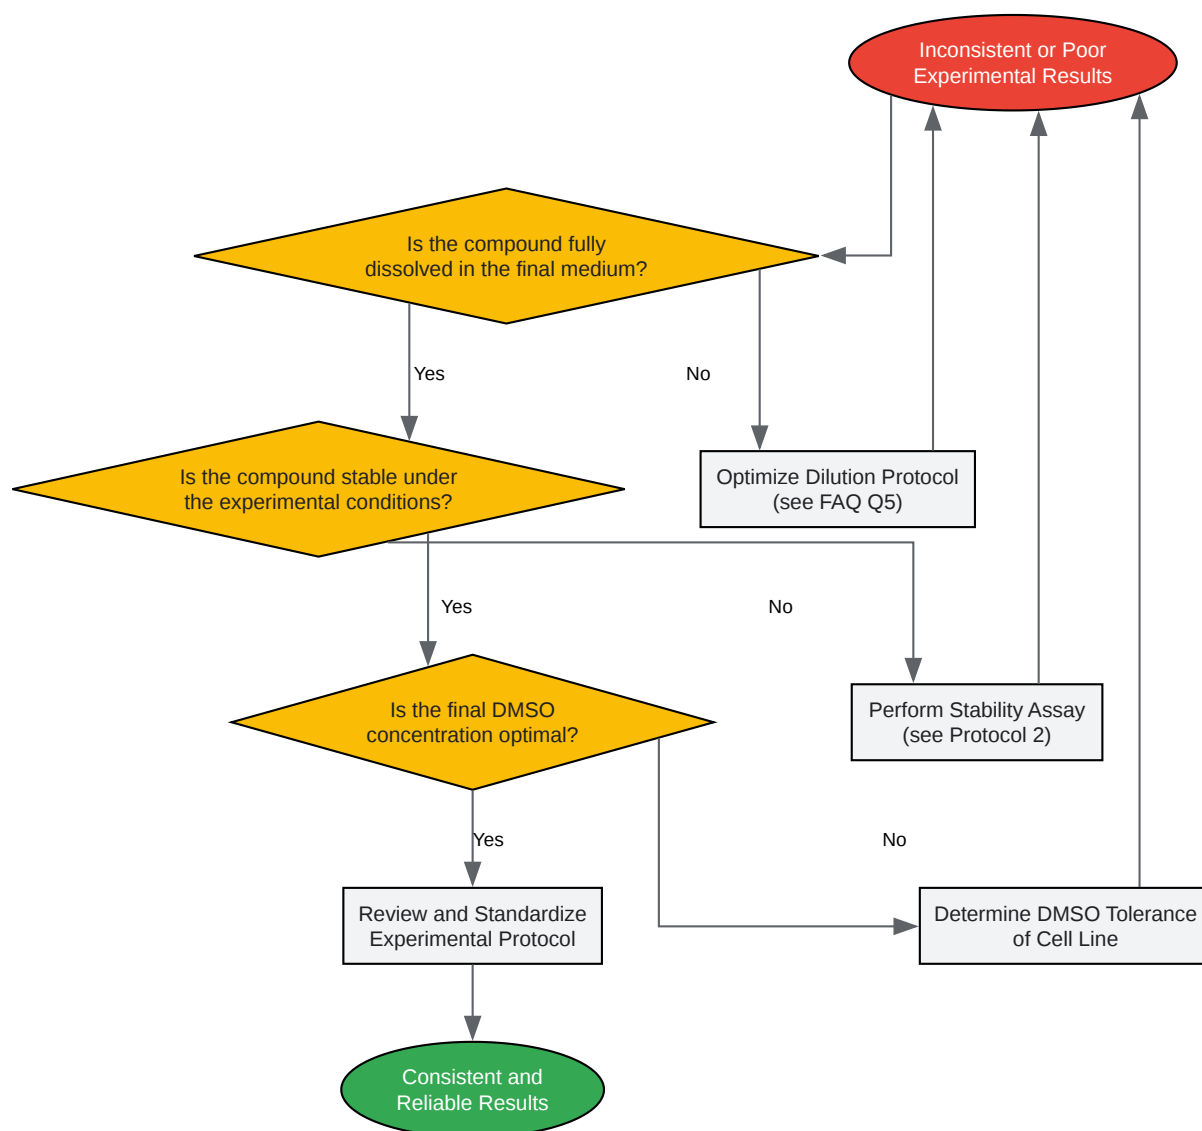 Inconsistent or Poor
Experimental Results
Is the compound fully
dissolved in the final medium?
Yes
No
Is the compound stable under
the experimental conditions?
Optimize Dilution Protocol
(see FAQ Q5)
Yes
No
Is the final DMSO
concentration optimal?
Perform Stability Assay
(see Protocol 2)
Yes
No
Review and Standardize
Experimental Protocol
Determine DMSO Tolerance
of Cell Line
Consistent and
Reliable Results